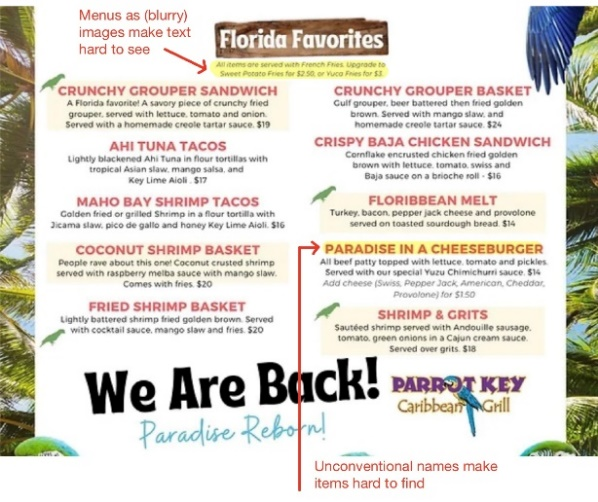 Menus as (blurry)
images make text
hard to see
Florida Favorites
All items are served with French Fries. Upgrade to
Sweet Potato Fries for $2.50, or Yuca Fries for $3.
CRUNCHY GROUPER SANDWICH
A Florida favorite! A savory piece of crunchy fried
grouper, served with lettuce, tomato and onion.
Served with a homemade creole tartar sauce. $19
AHI TUNA TACOS
Lightly blackened Ahi Tuna in flour tortillas with
tropical Asian slaw, mango salsa, and
Key Lime Aioli . $17
MAHO BAY SHRIMP TACOS
Golden fried or grilled Shrimp in a flour tortilla with
Jicama slaw, pico de gallo and honey Key Lime Aioli. $16
COCONUT SHRIMP BASKET
People rave about this one! Coconut crusted shrimp
served with raspberry melba sauce with mango slaw.
Comes with fries. $20
FRIED SHRIMP BASKET
Lightly battered shrimp fried golden brown. Served
with cocktail sauce, mango slaw and fries. $20
CRUNCHY GROUPER BASKET
Gulf grouper, beer battered then fried golden
brown. Served with mango slaw, and
homemade creole tartar sauce. $24
CRISPY BAJA CHICKEN SANDWICH
Cornflake encrusted chicken fried golden
brown with lettuce, tomato, swiss and
Baja sauce on a brioche roll - $16
FLORIBBEAN MELT
Turkey, bacon, pepper jack cheese and provolone
served on toasted sourdough bread. $14
PARADISE IN A CHEESEBURGER
All beef patty topped with lettuce, tomato and pickles.
Served with our special Yuzu Chimichurri sauce. $14
Add cheese (Swiss, Pepper Jack, American, Cheddar,
Provolone) for $1.50
SHRIMP & GRITS
Sautéed shrimp served with Andouille sausage,
tomato, green onions in a Cajun cream sauce.
Served over grits. $18
We Are Back!
Paradise Reborn!
PARROT KEY
Caribbean Grill
Unconventional names make
items hard to find